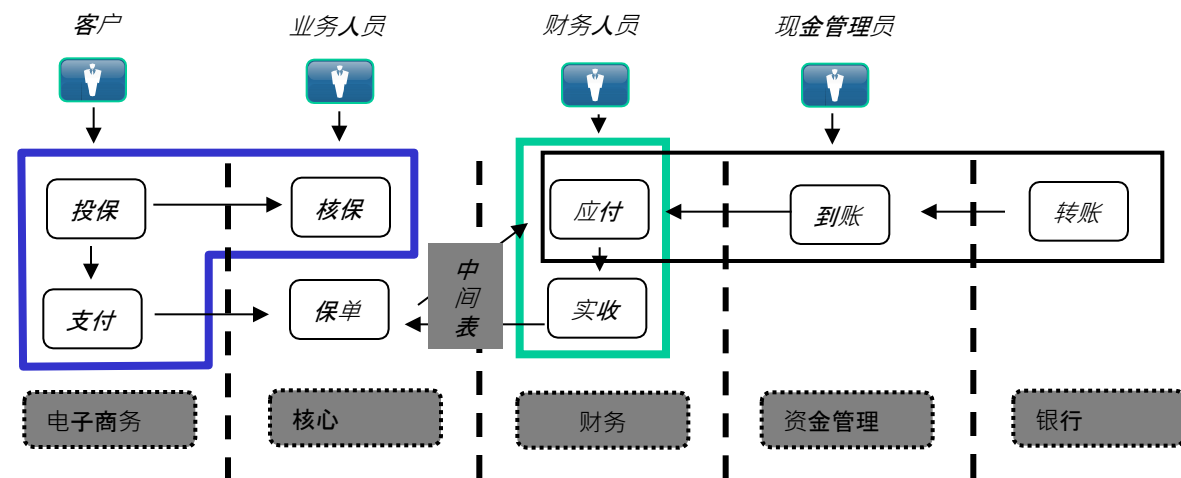 客户
业务人员
财务人员
现金管理员
投保
核保
应付
到账
转账
中
间
表
支付
保单
实收
电子商务
核心
财务
资金管理
银行